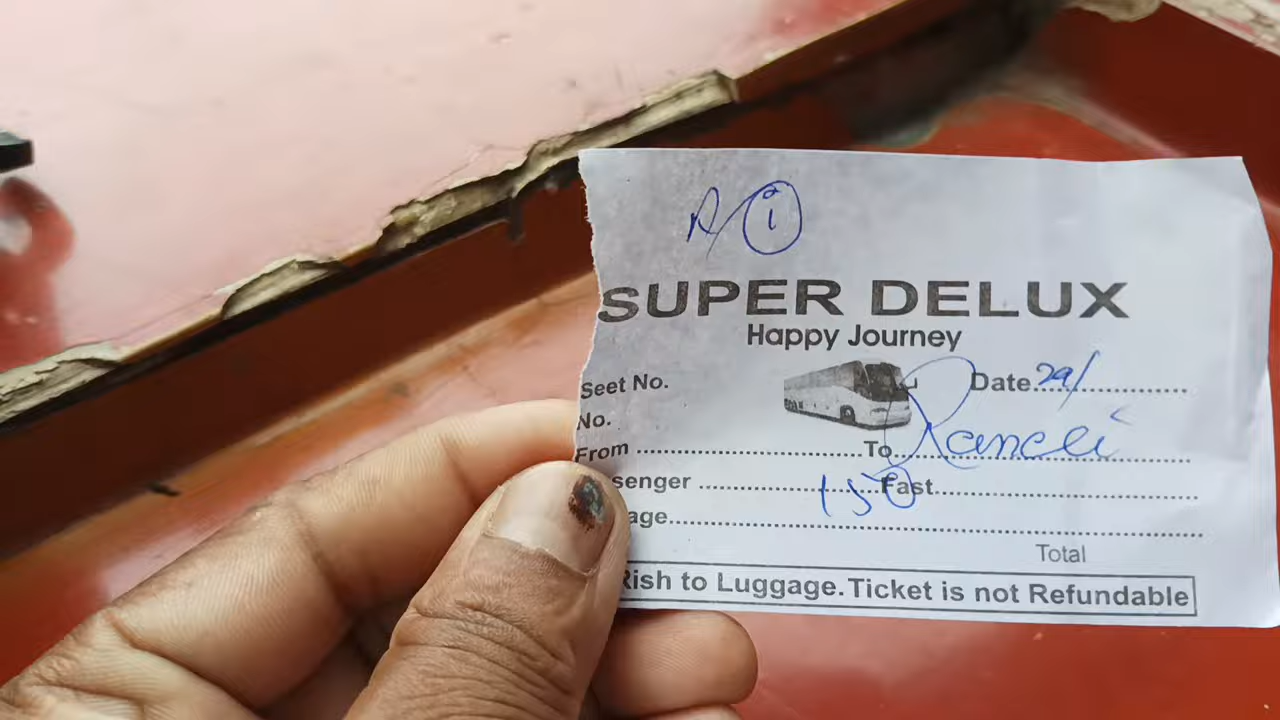 1
SUPER DELUX
Happy Journey
Seet No. Date 29/
No.
From To Ranchi
senger 150 Fast
age
Total
Rish to Luggage. Ticket is not Refundable